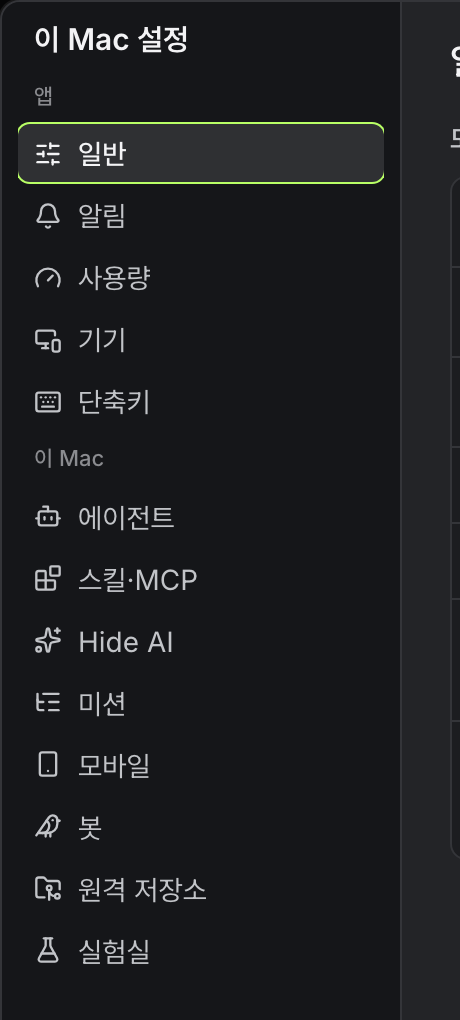 이 Mac 설정
앱
일반
알림
사용량
기기
단축키
이 Mac
에이전트
스킬·MCP
Hide AI
미션
모바일
봇
원격 저장소
실험실